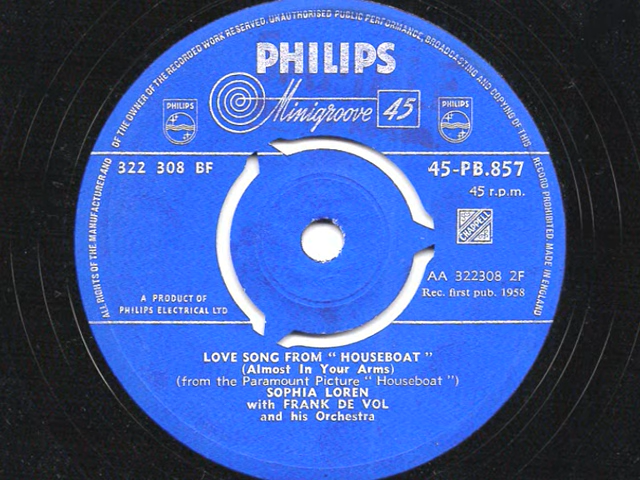 ALL RIGHTS OF THE MANUFACTURER AND OF THE OWNER OF THE RECORDED WORK RESERVED. UNAUTHORISED PUBLIC PERFORMANCE, BROADCASTING AND COPYING OF THIS RECORD PROHIBITED MADE IN ENGLAND
PHILIPS
PHILIPS
Minigroove 45
PHILIPS
322 308 BF
45-PB.857
45 r.p.m.
CHAPPELL
AA 322308 2F
Rec. first pub. 1958
A PRODUCT OF
PHILIPS ELECTRICAL LTD
LOVE SONG FROM “ HOUSEBOAT ”
(Almost In Your Arms)
(from the Paramount Picture “ Houseboat ”)
SOPHIA LOREN
with FRANK DE VOL
and his Orchestra